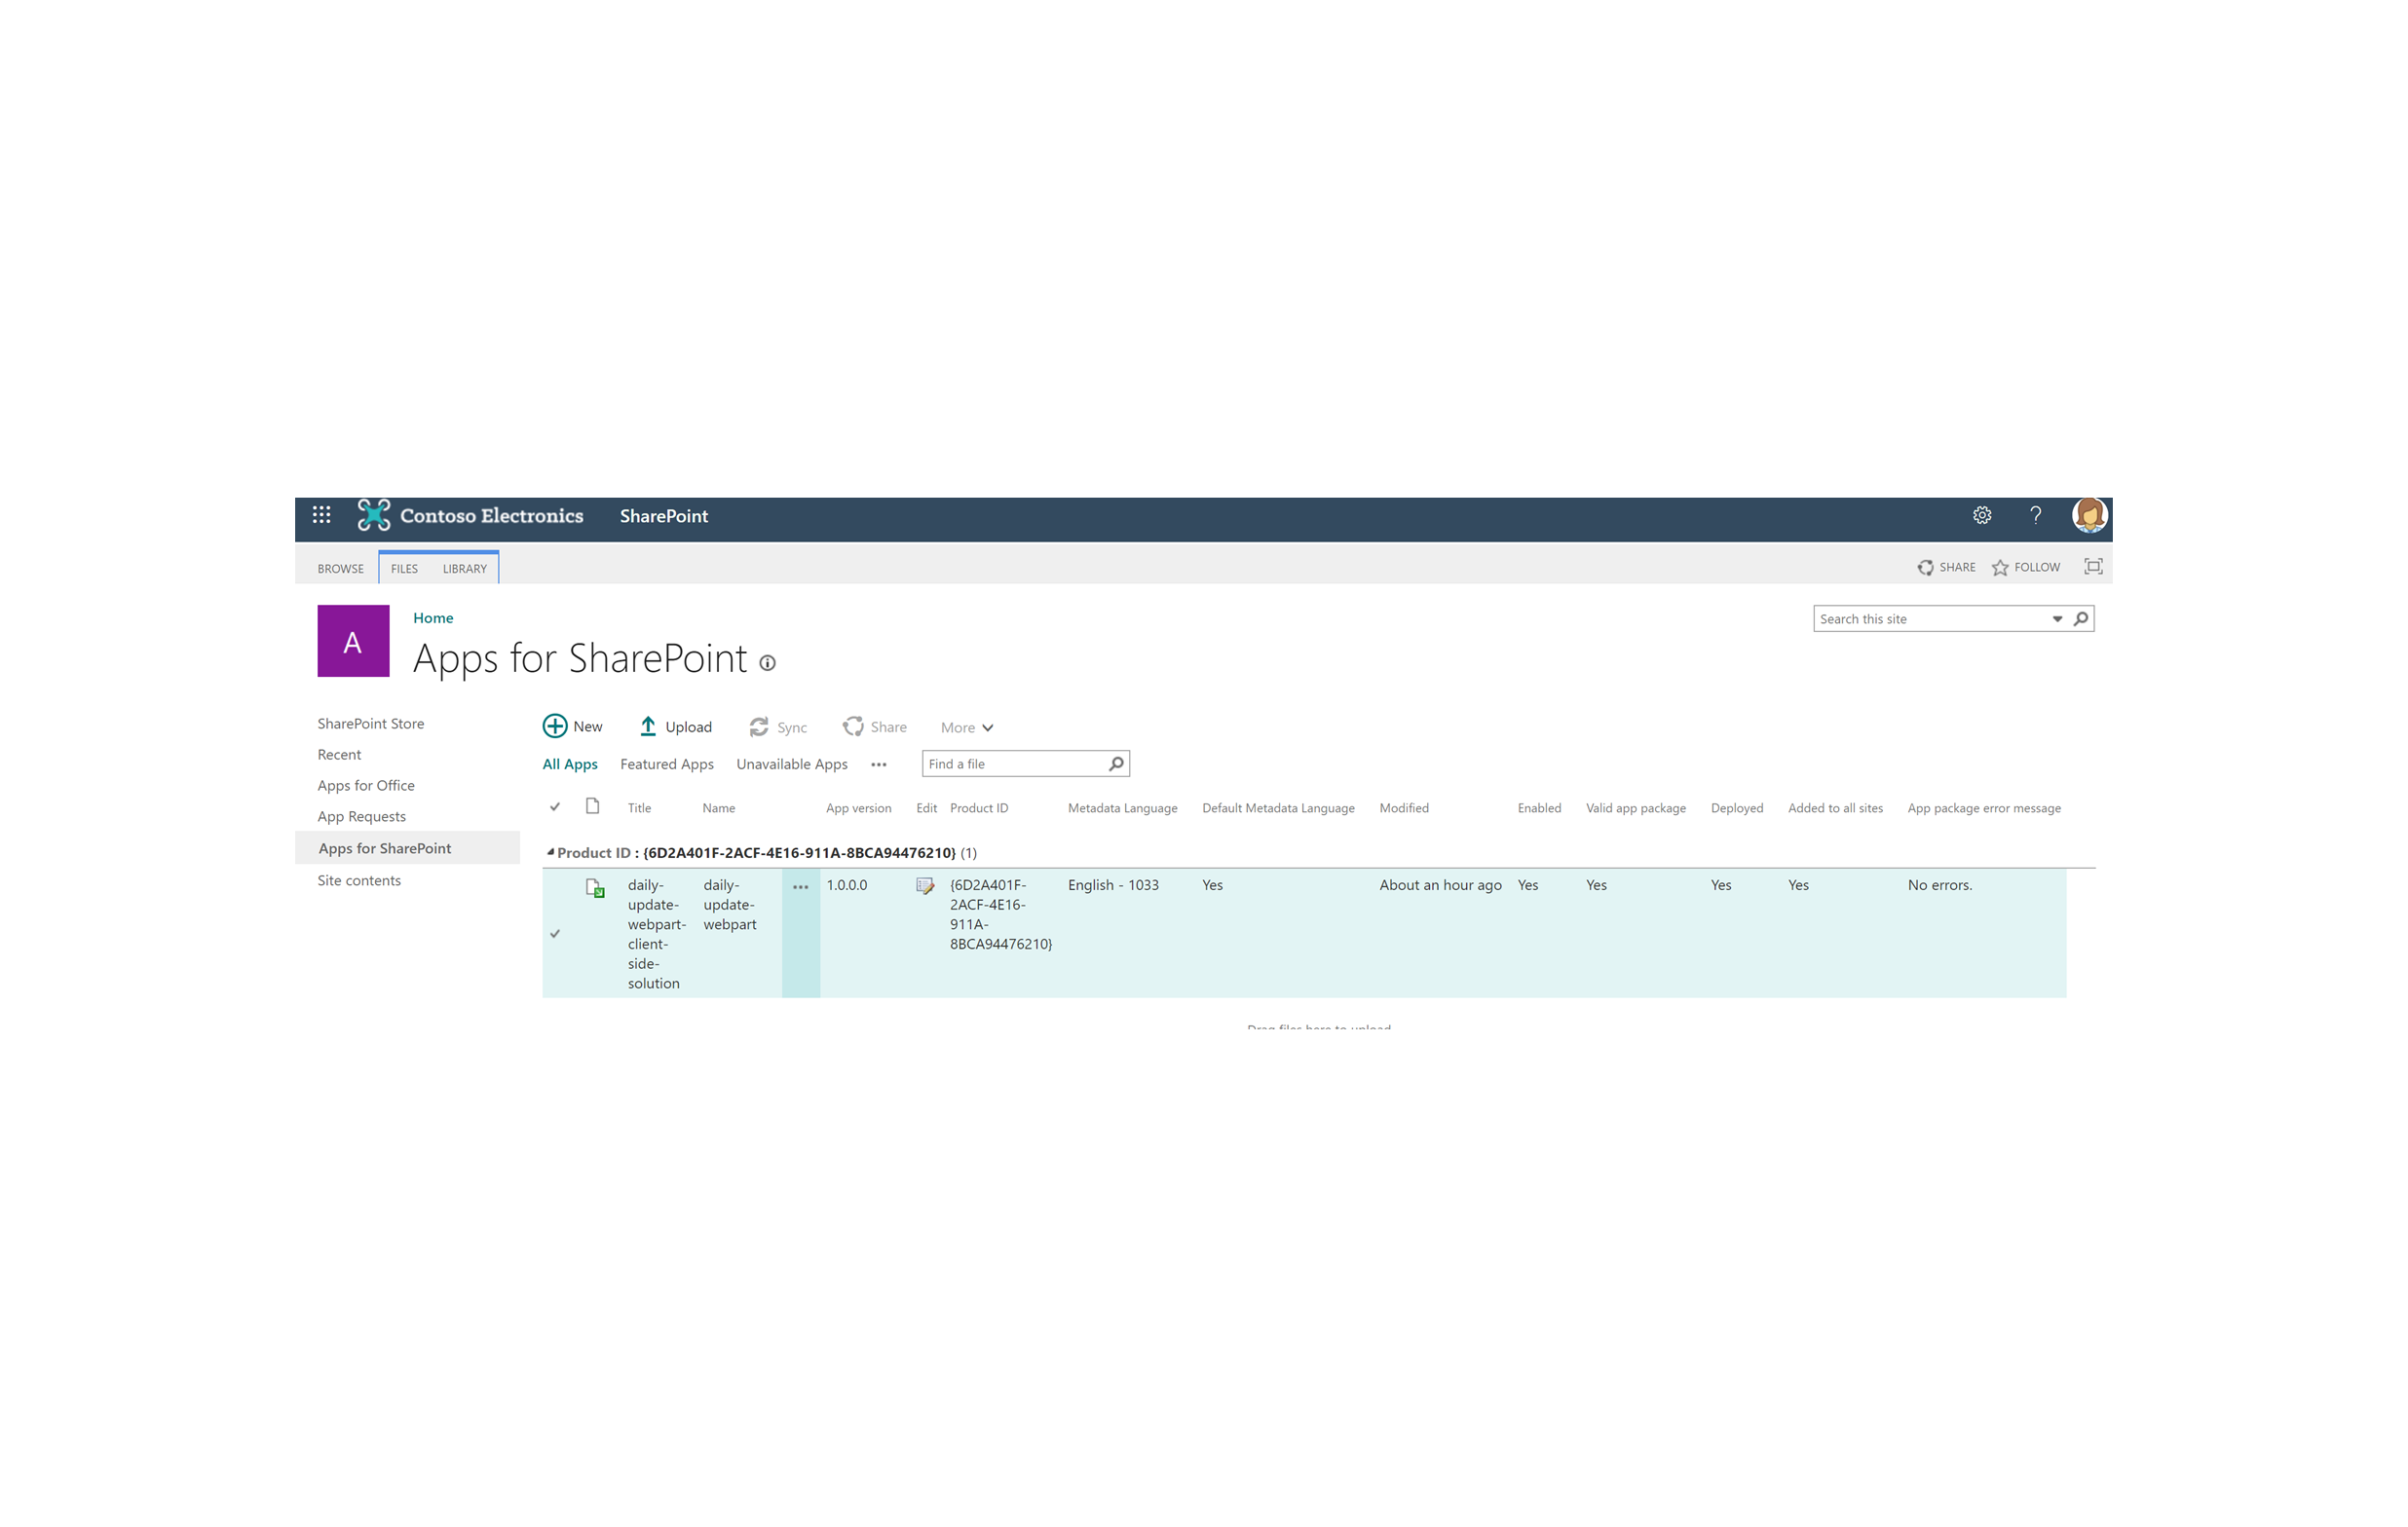 Contoso Electronics SharePoint ?
BROWSE FILES LIBRARY SHARE FOLLOW
A
Home
Search this site
Apps for SharePoint
SharePoint Store
Recent
Apps for Office
App Requests
Apps for SharePoint
Site contents
New Upload Sync Share More
All Apps Featured Apps Unavailable Apps ••• Find a file
Title Name App version Edit Product ID Metadata Language Default Metadata Language Modified Enabled Valid app package Deployed Added to all sites App package error message
Product ID : {6D2A401F-2ACF-4E16-911A-8BCA94476210} (1)
daily- daily- ••• 1.0.0.0 {6D2A401F- English - 1033 Yes About an hour ago Yes Yes Yes Yes No errors.
update- update- 2ACF-4E16-
webpart- webpart 911A-
client- 8BCA94476210}
side-
solution
Drag files here to upload